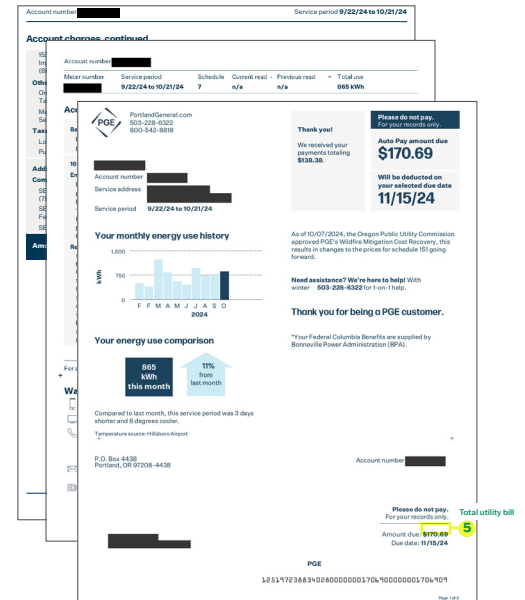 Account number
Service period 9/22/24 to 10/21/24
Account charges, continued
Account number
Meter number
Service period
Schedule
Current read -
Previous read
=
Total use
9/22/24 to 10/21/24
7
n/a
n/a
865 kWh
PGE
PortlandGeneral.com
503-228-6322
800-542-8818
Thank you!
We received your
payments totaling
$138.38.
Please do not pay.
For your records only.
Auto Pay amount due
$170.69
Will be deducted on
your selected due date
11/15/24
Account number
Service address
Service period 9/22/24 to 10/21/24
Your monthly energy use history
1,500
750
0
kWh
F F M A M J J A S O
2024
As of 10/07/2024, the Oregon Public Utility Commission
approved PGE's Wildfire Mitigation Cost Recovery, this
results in changes to the prices for schedule 151 going
forward.
Need assistance? We're here to help! With
winter 503-228-6322 for 1-on-1 help.
Thank you for being a PGE customer.
*Your Federal Columbia Benefits are supplied by
Bonneville Power Administration (BPA).
Your energy use comparison
865
kWh
this month
11%
from
last month
Compared to last month, this service period was 3 days
shorter and 8 degrees cooler.
Temperature source: Hillsboro Airport
P.O. Box 4438
Portland, OR 97208-4438
Account number
Please do not pay.
For your records only.
Amount due: $170.69
Due date: 11/15/24
Total utility bill
5
PGE
Page 1 of 3